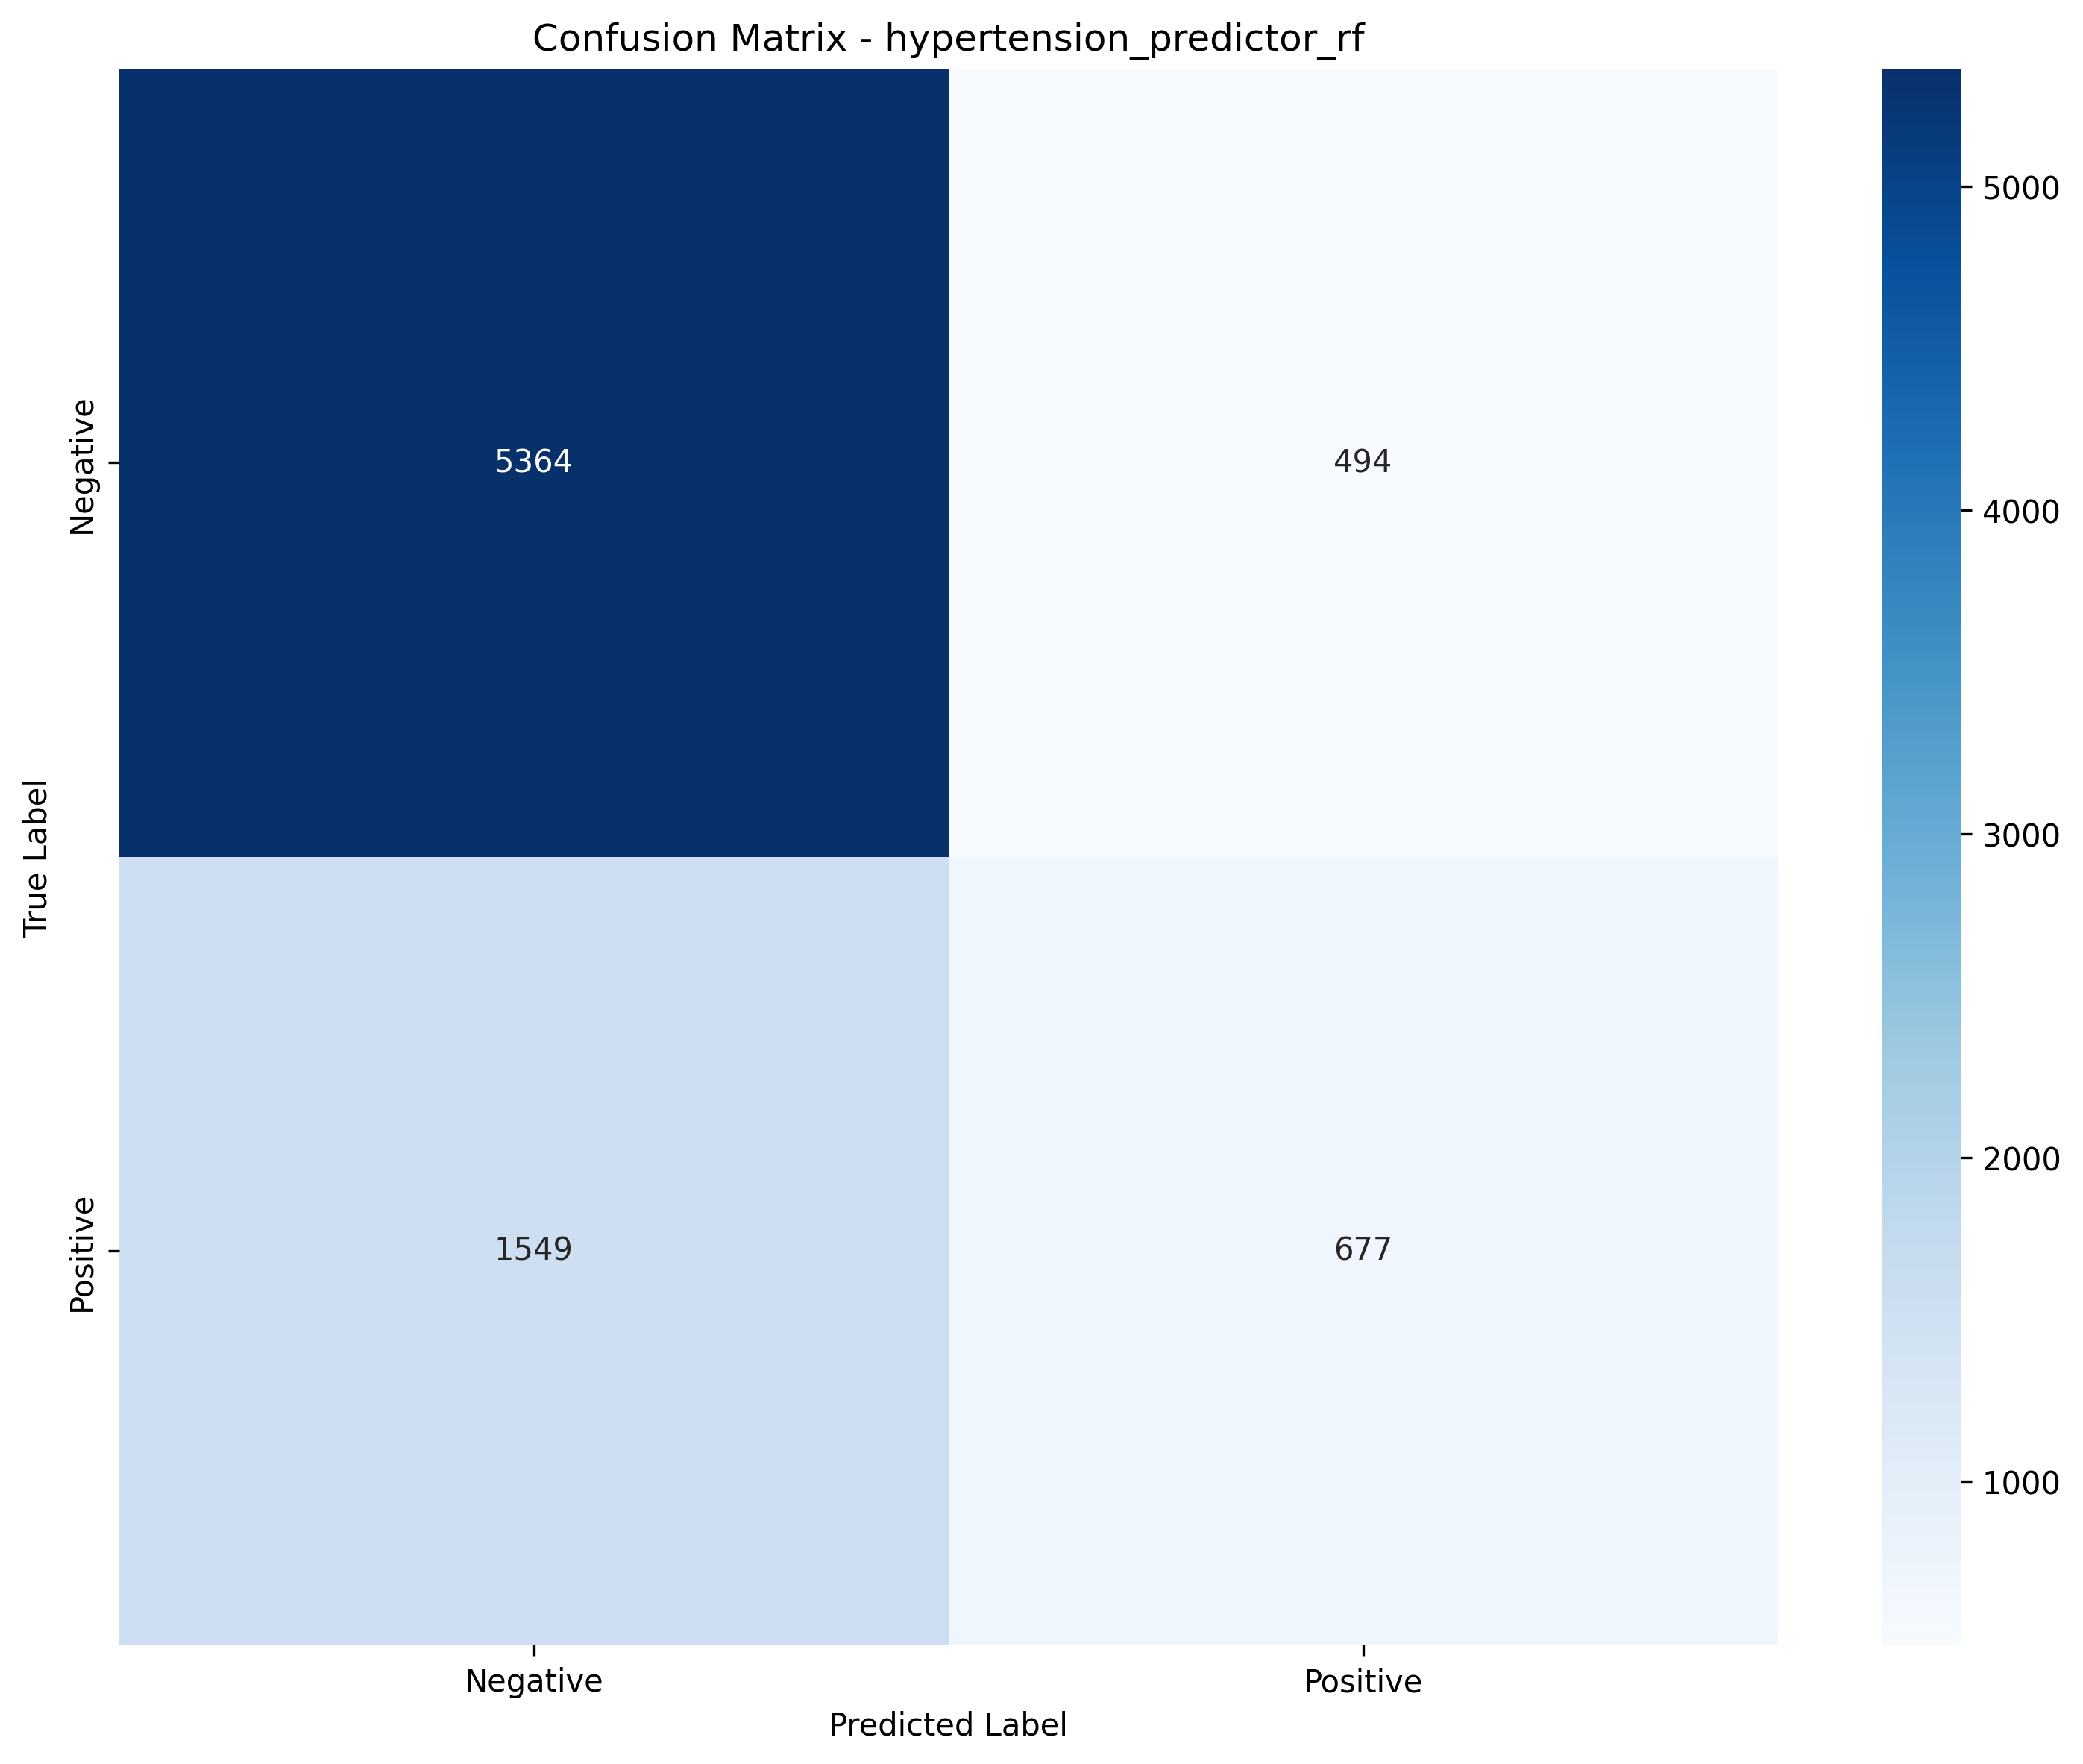 Confusion Matrix - hypertension_predictor_rf
True Label
Negative
Positive
5364
494
1549
677
Negative
Positive
Predicted Label
5000
4000
3000
2000
1000